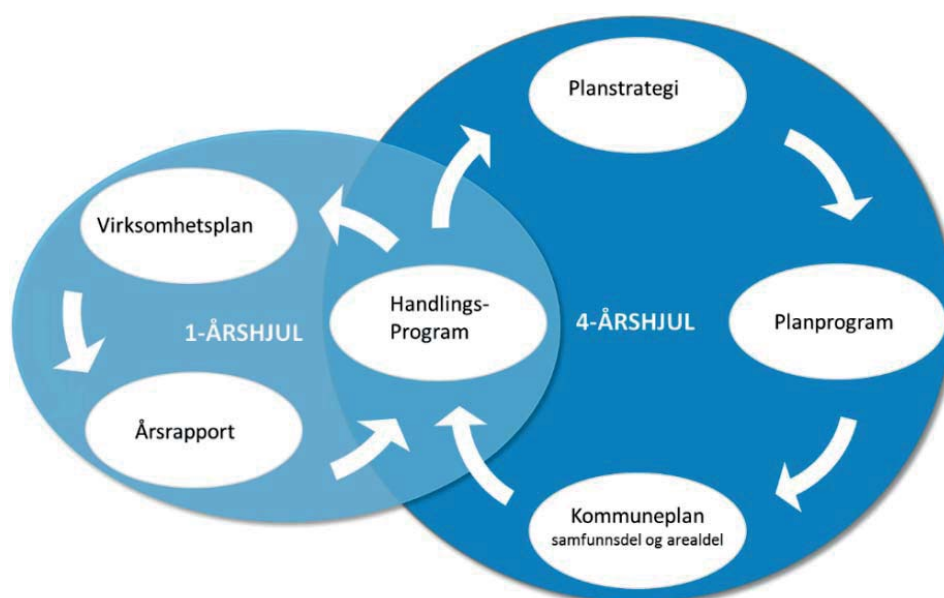 Planstrategi
Virksomhetsplan
Handlings-
Program
1-ÅRSHJUL
4-ÅRSHJUL
Planprogram
Årsrapport
Kommuneplan
samfunnsdel og arealdel